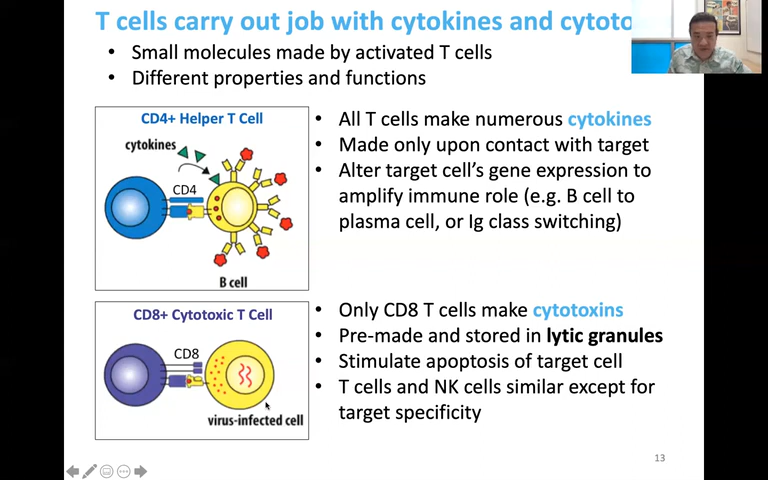 T cells carry out job with cytokines and
• Small molecules made by activated T cells
• Different properties and functions
CD4+ Helper T Cell
cytokines
CD4
B cell
• All T cells make numerous cytokines
• Made only upon contact with target
• Alter target cell's gene expression to
amplify immune role (e.g. B cell to
plasma cell, or Ig class switching)
CD8+ Cytotoxic T Cell
CD8
virus-infected cell
• Only CD8 T cells make cytotoxins
• Pre-made and stored in lytic granules
• Stimulate apoptosis of target cell
• T cells and NK cells similar except for
target specificity
13